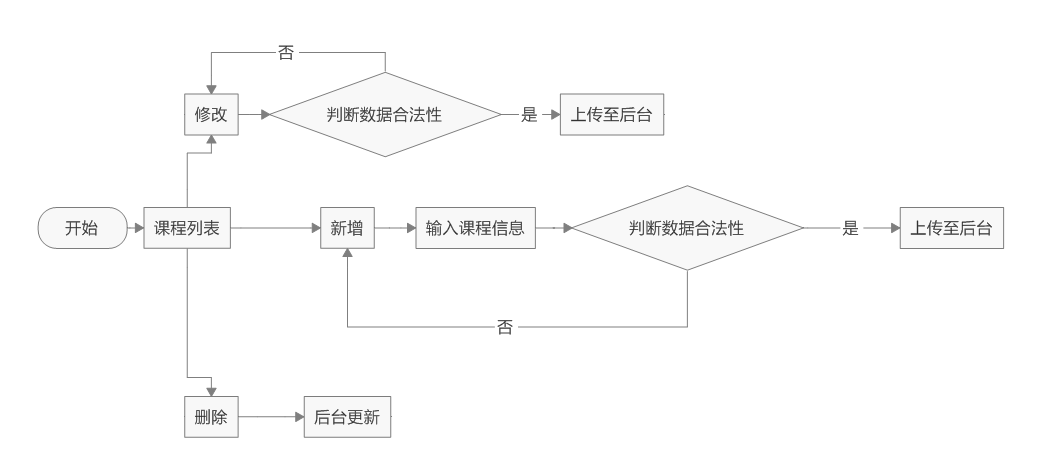 否
修改
判断数据合法性
是
上传至后台
开始
课程列表
新增
输入课程信息
判断数据合法性
是
上传至后台
否
删除
后台更新